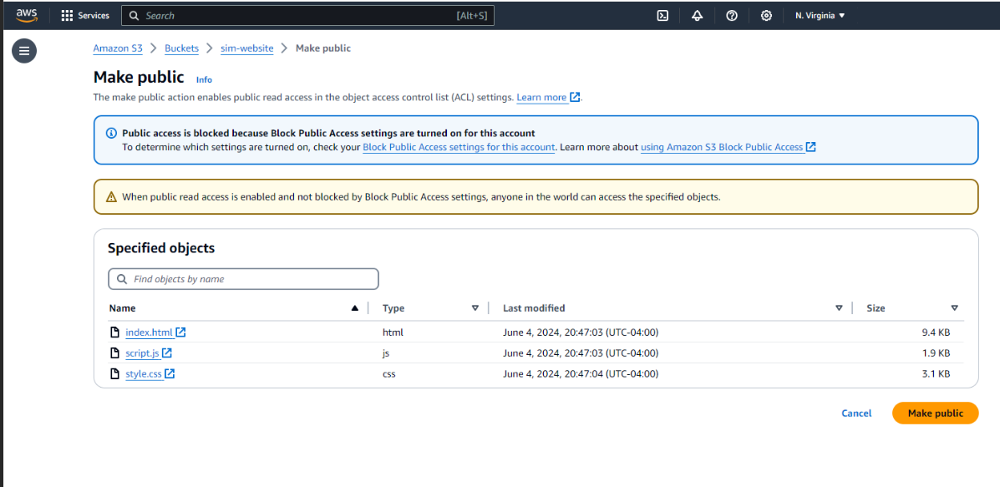 aws Services Search [Alt+S] N. Virginia
Amazon S3 > Buckets > sim-website > Make public
Make public Info
The make public action enables public read access in the object access control list (ACL) settings. Learn more.
Public access is blocked because Block Public Access settings are turned on for this account
To determine which settings are turned on, check your Block Public Access settings for this account. Learn more about using Amazon S3 Block Public Access
When public read access is enabled and not blocked by Block Public Access settings, anyone in the world can access the specified objects.
Specified objects
Find objects by name
Name Type Last modified Size
index.html html June 4, 2024, 20:47:03 (UTC-04:00) 9.4 KB
script.js js June 4, 2024, 20:47:03 (UTC-04:00) 1.9 KB
style.css css June 4, 2024, 20:47:04 (UTC-04:00) 3.1 KB
Cancel Make public